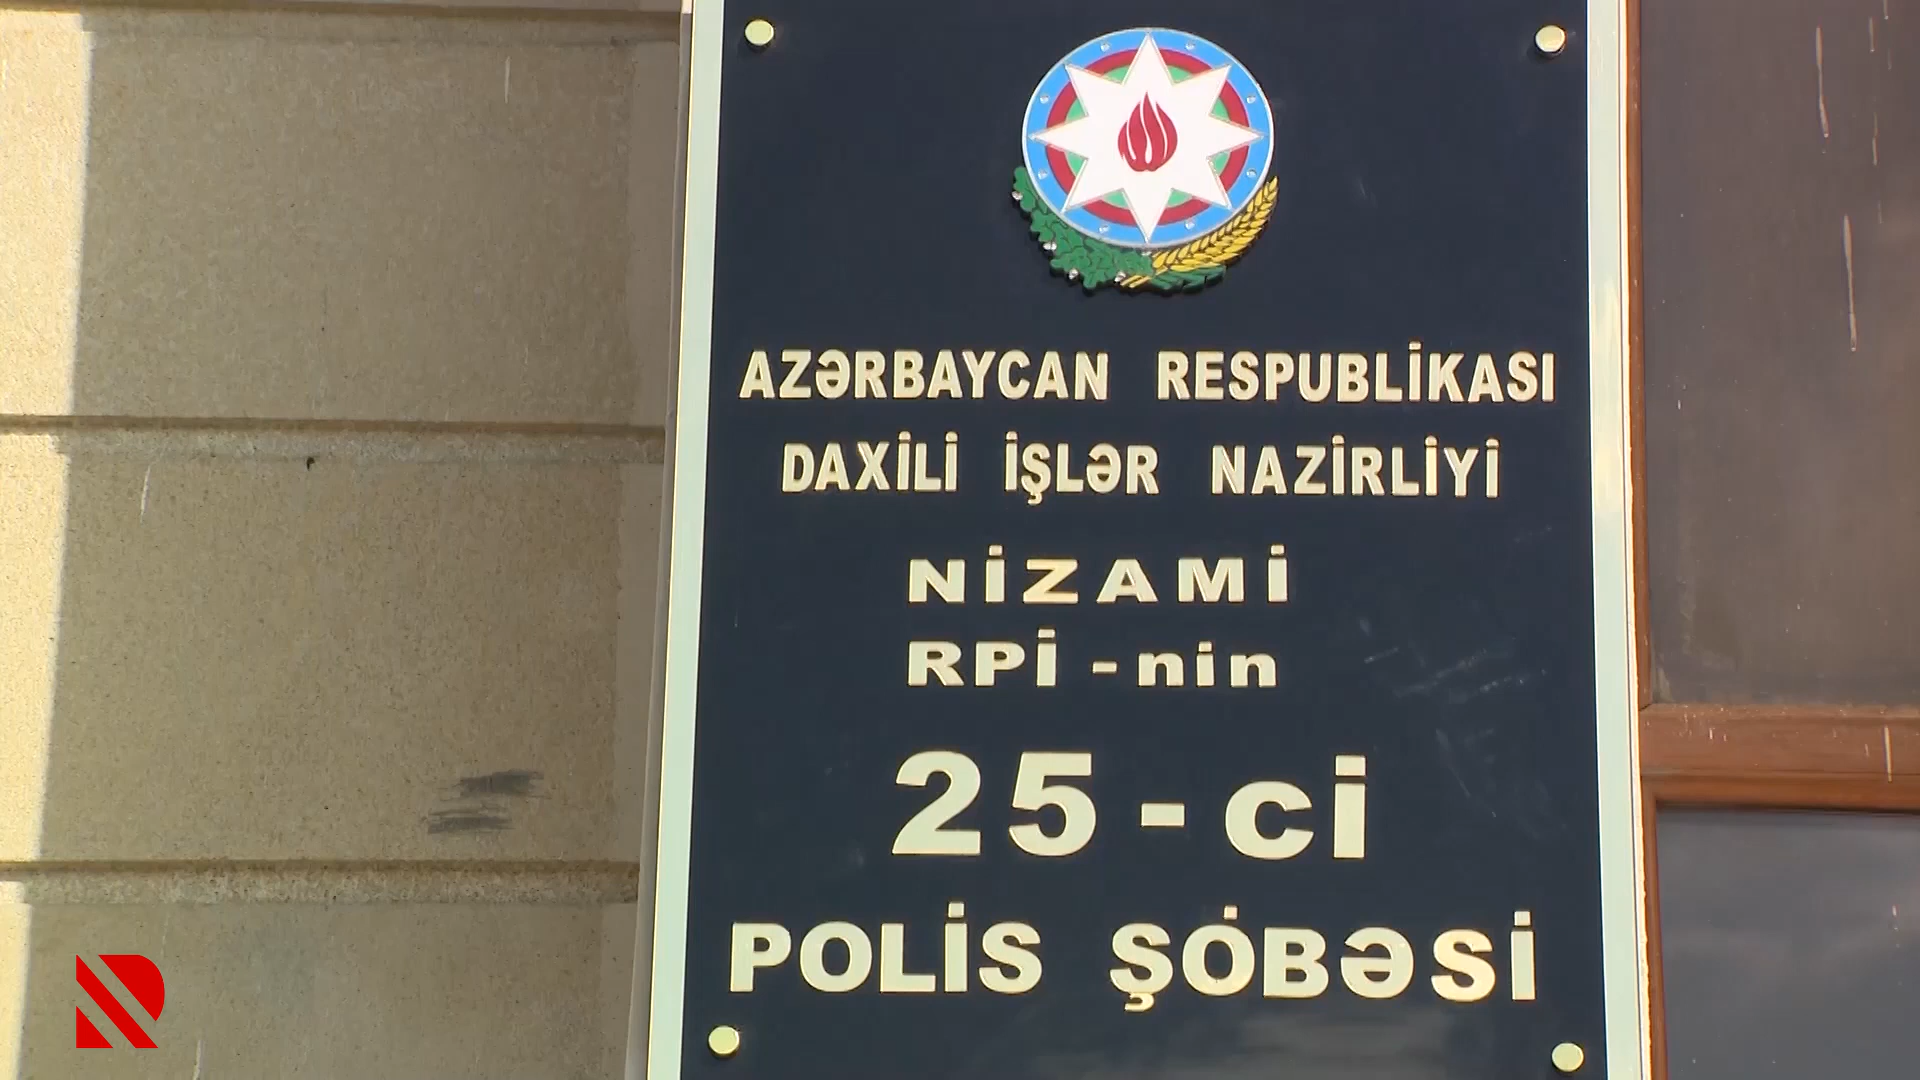 AZƏRBAYCAN RESPUBLİKASI
DAXİLİ İŞLƏR NAZİRLİYİ
NİZAMİ
RPİ-nin
25-ci
POLİS ŞÖBƏSİ